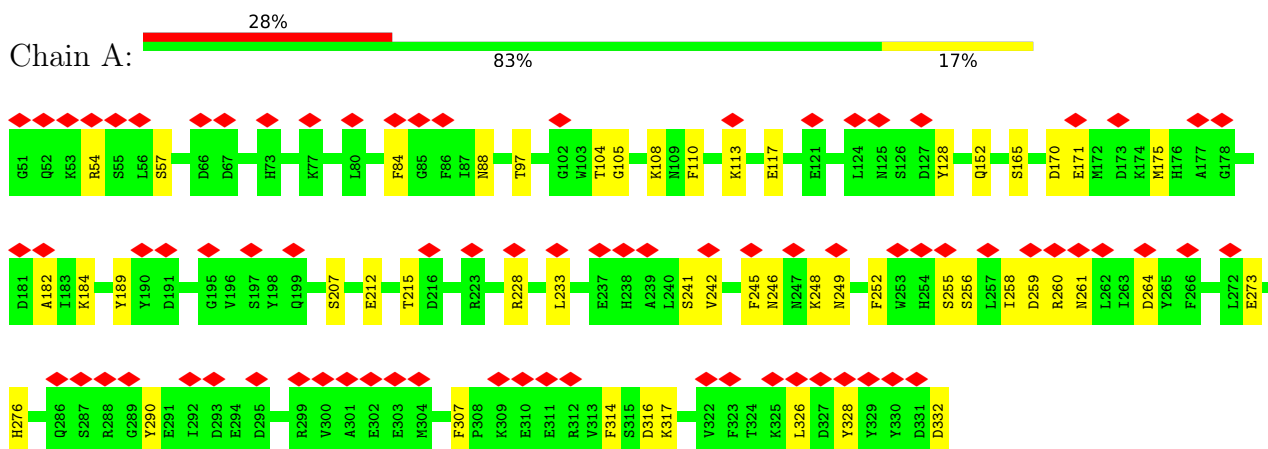 28%
Chain A:
83% 17%
G51 Q52 K53 R54 S55 L56 S57 D66 D67 H73 K77 L80 F84 G85 F86 I87 N88 T97 G102 W103 T104 G105 K108 N109 F110 K113 E117 E121 L124 N125 S126 D127 Y128 Q152 S165 D170 E171 M172 D173 K174 M175 H176 A177 G178
D181 A182 I183 K184 Y189 Y190 D191 G195 V196 S197 Y198 Q199 S207 E212 T215 D216 R223 R228 L233 E237 H238 A239 L240 S241 V242 F245 N246 N247 K248 N249 F252 W253 H254 S255 S256 L257 I258 D259 R260 N261 L262 I263 D264 Y265 F266 L272 E273
H276 Q286 S287 R288 G289 Y290 E291 I292 D293 E294 D295 R299 V300 A301 E302 E303 M304 F307 P308 K309 E310 E311 R312 V313 F314 S315 D316 K317 V322 F323 T324 K325 L326 D327 Y328 Y329 Y330 D331 D332